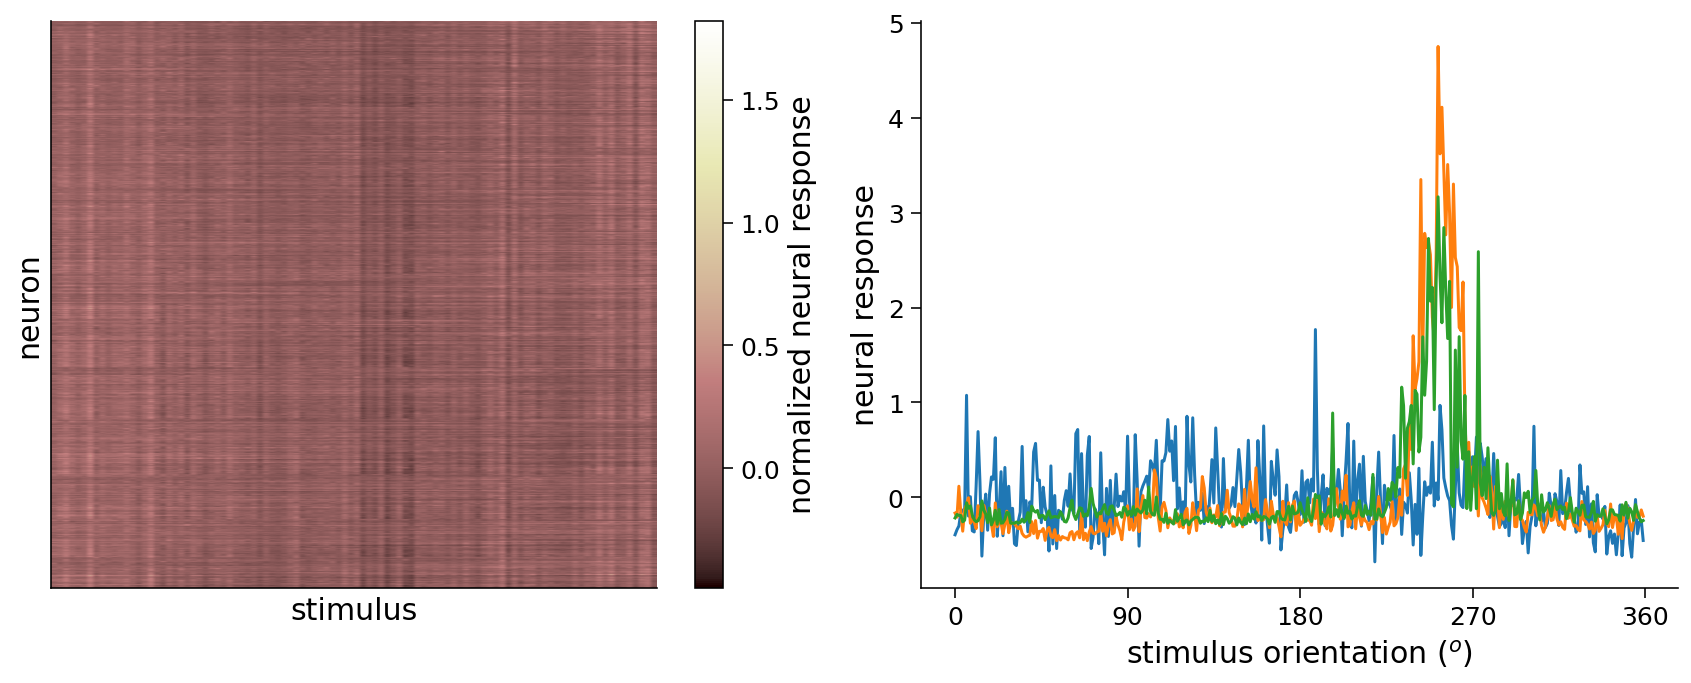 neuron
stimulus
1.5
1.0
0.5
0.0
normalized neural response
neural response
5
4
3
2
1
0
0 90 180 270 360
stimulus orientation (°)